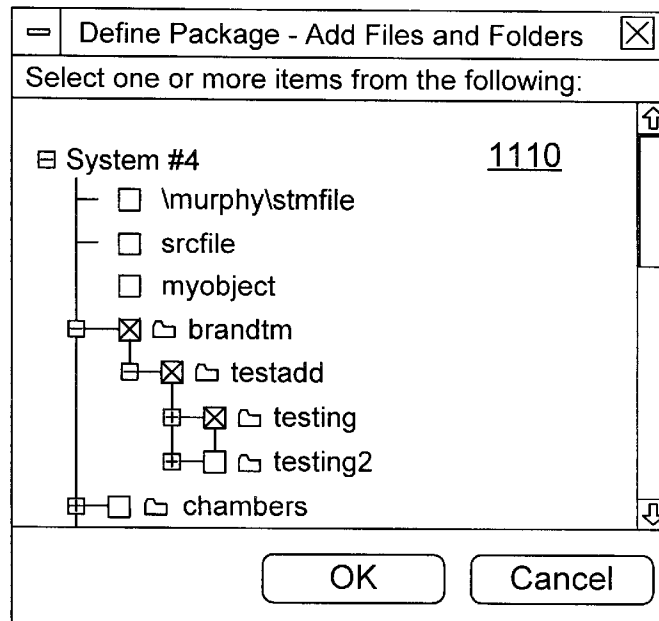 Define Package - Add Files and Folders
Select one or more items from the following:
System #4 1110
\murphy\stmfile
srcfile
myobject
brandtm
testadd
testing
testing2
chambers
OK Cancel